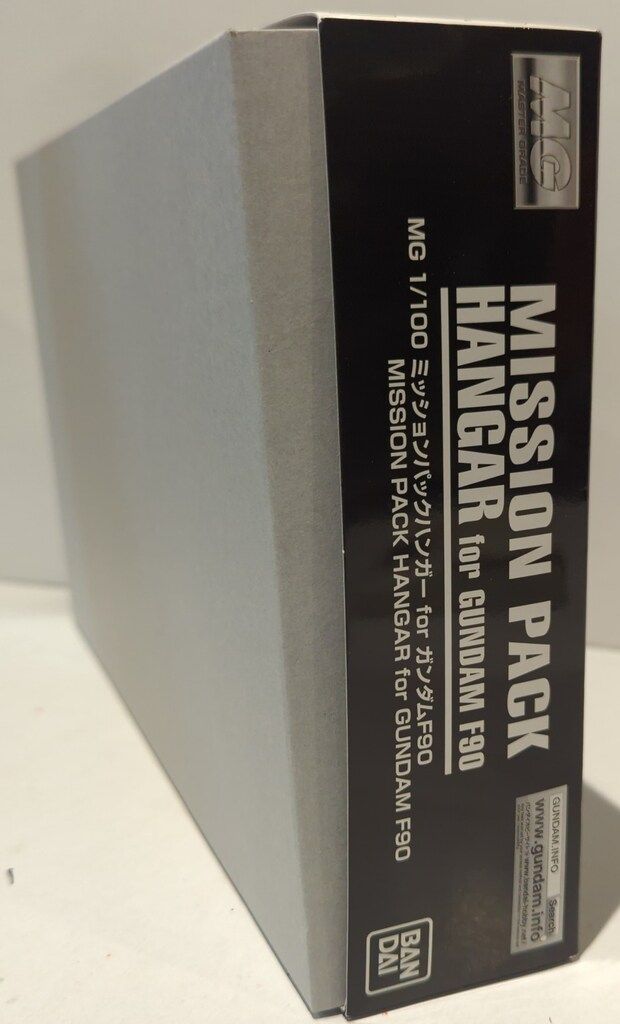 MG
MASTER GRADE
MISSION PACK
HANGAR for GUNDAM F90
MG 1/100 ミッションパックハンガー for ガンダムF90
MISSION PACK HANGAR for GUNDAM F90
GUNDAM.INFO Search
www.gundam.info
BAN
DAI